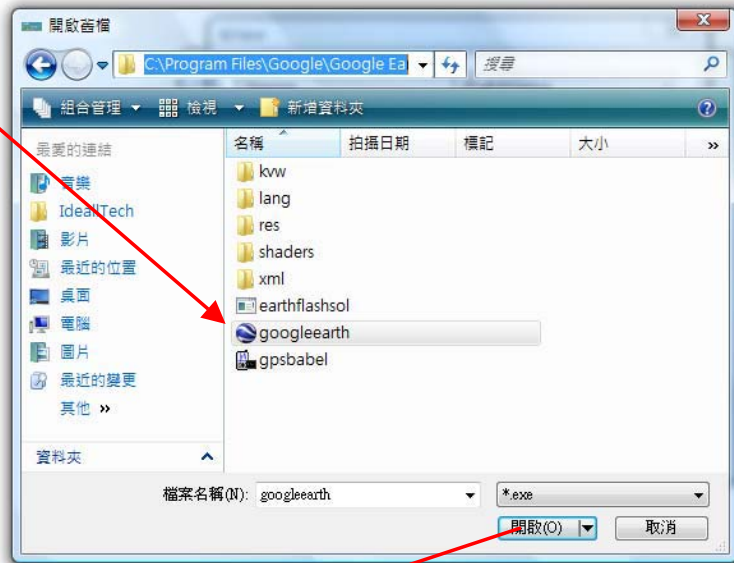 開啟舊檔
C:\Program Files\Google\Google Ea
搜尋
組合管理 檢視 新增資料夾
最愛的連結
音樂
IdeallTech
影片
最近的位置
桌面
電腦
圖片
最近的變更
其他 »
資料夾
名稱 拍攝日期 標記 大小 »
kvw
lang
res
shaders
xml
earthflashsol
googleearth
gpsbabel
檔案名稱(N): googleearth
*.exe
開啟(O) 取消